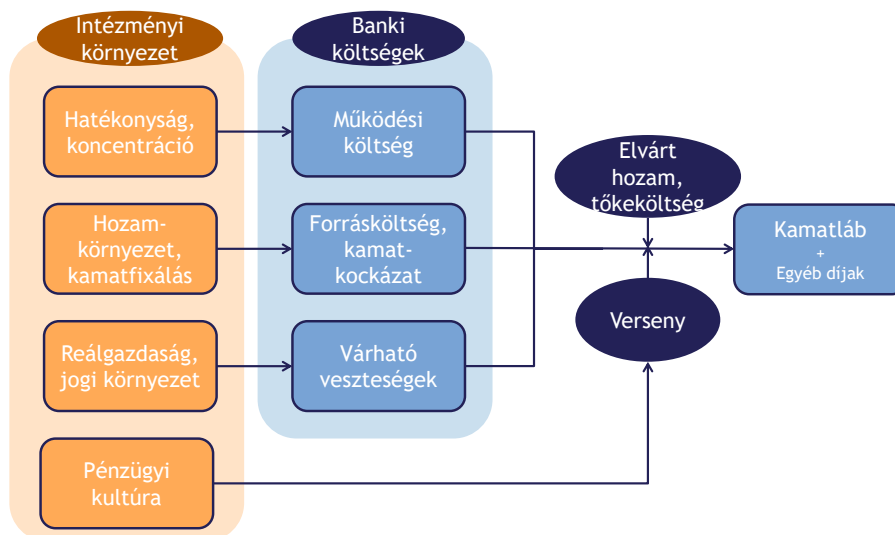 Intézményi
környezet
Banki
költségek
Hatékonyság,
koncentráció
Működési
költség
Elvárt
hozam,
tőkeköltség
Hozam-
környezet,
kamatfixálás
Forrásköltség,
kamat-
kockázat
Kamatláb
+
Egyéb díjak
Verseny
Reálgazdaság,
jogi környezet
Várható
veszteségek
Pénzügyi
kultúra